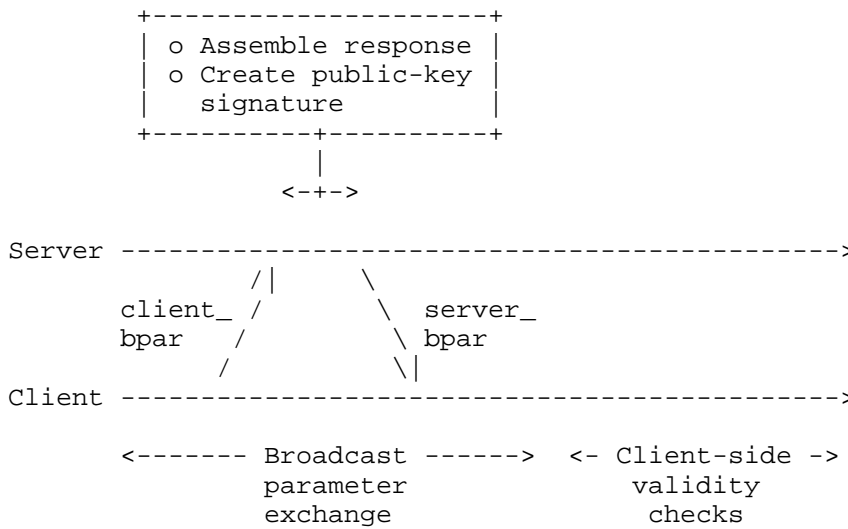 o Assemble response
o Create public-key
signature
Server
client_ server_
bpar bpar
Client
Broadcast Client-side
parameter validity
exchange checks